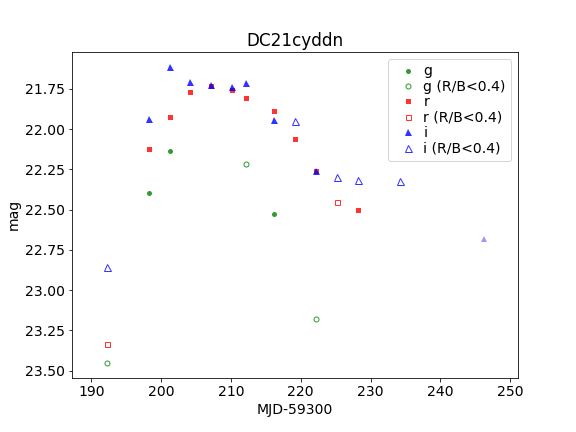 DC21cyddn
g
g (R/B<0.4)
r
r (R/B<0.4)
i
i (R/B<0.4)
21.75
22.00
22.25
22.50
22.75
23.00
23.25
23.50
mag
190 200 210 220 230 240 250
MJD-59300